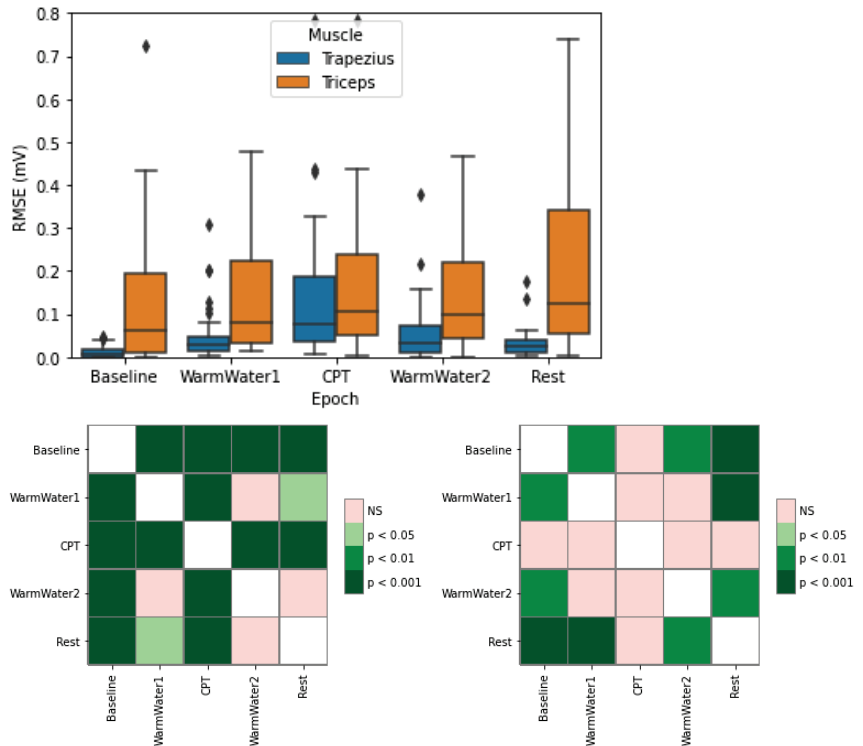 0.8
0.7
0.6
0.5
0.4
0.3
0.2
0.1
0.0
RMSE (mV)
Muscle
Trapezius
Triceps
Baseline WarmWater1 CPT WarmWater2 Rest
Epoch
Baseline
WarmWater1
CPT
WarmWater2
Rest
Baseline
WarmWater1
CPT
WarmWater2
Rest
NS
p < 0.05
p < 0.01
p < 0.001
Baseline
WarmWater1
CPT
WarmWater2
Rest
Baseline
WarmWater1
CPT
WarmWater2
Rest
NS
p < 0.05
p < 0.01
p < 0.001